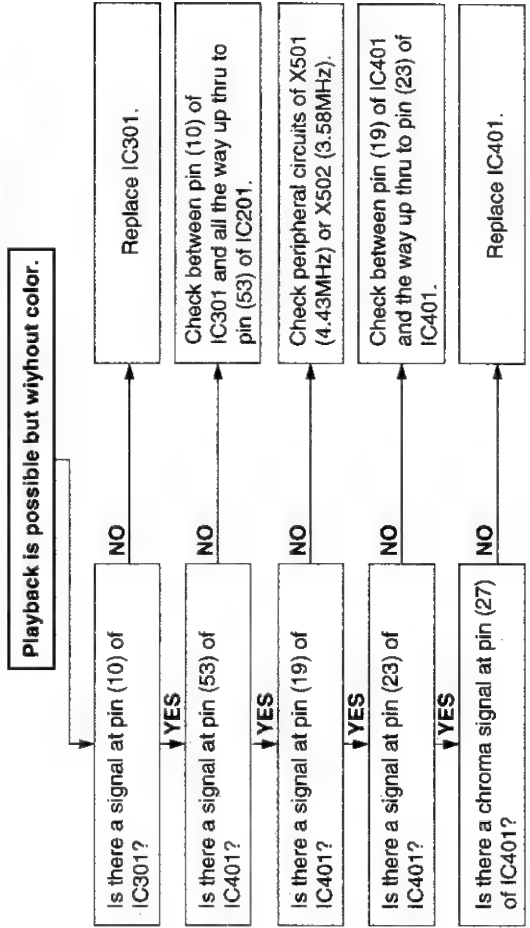 Playback is possible but wiyhout color.
Is there a signal at pin (10) of
IC301?
NO
Replace IC301.
YES
Is there a signal at pin (53) of
IC401?
NO
Check between pin (10) of
IC301 and all the way up thru to
pin (53) of IC201.
YES
Is there a signal at pin (19) of
IC401?
NO
Check peripheral circuits of X501
(4.43MHz) or X502 (3.58MHz).
YES
Is there a signal at pin (23) of
IC401?
NO
Check between pin (19) of IC401
and the way up thru to pin (23) of
IC401.
YES
Is there a chroma signal at pin (27)
of IC401?
NO
Replace IC401.